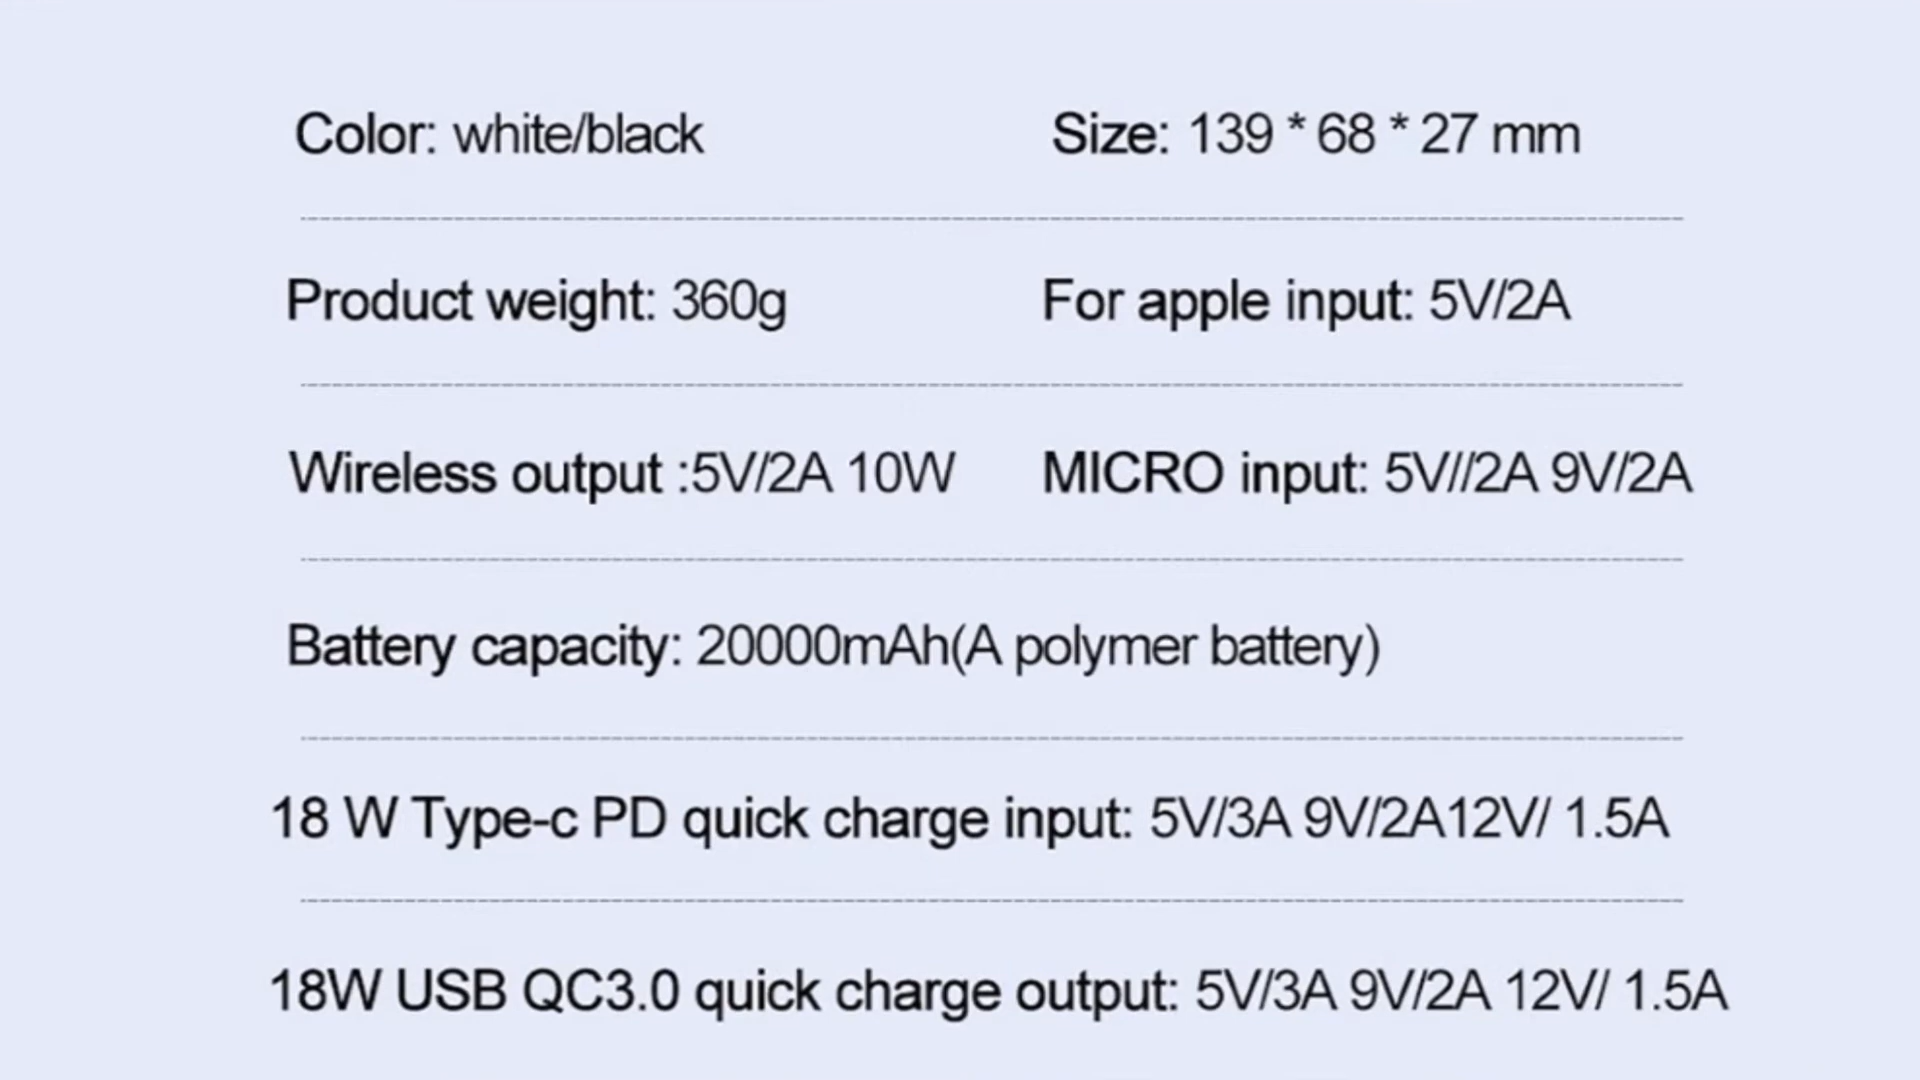 Color: white/black
Size: 139 * 68 * 27 mm
Product weight: 360g
For apple input: 5V/2A
Wireless output :5V/2A 10W
MICRO input: 5V//2A 9V/2A
Battery capacity: 20000mAh(A polymer battery)
18 W Type-c PD quick charge input: 5V/3A 9V/2A12V/ 1.5A
18W USB QC3.0 quick charge output: 5V/3A 9V/2A 12V/ 1.5A